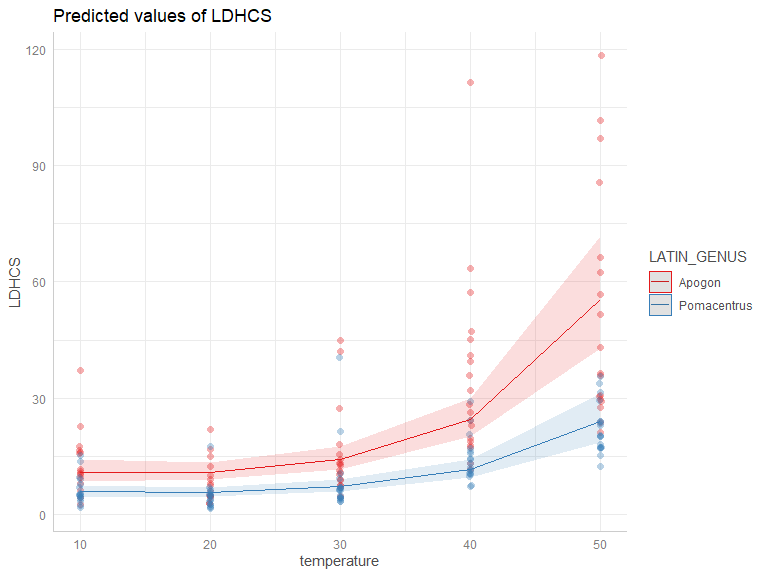 Predicted values of LDHCS
120
90
60
30
0
LDHCS
10 20 30 40 50
temperature
LATIN_GENUS
Apogon
Pomacentrus